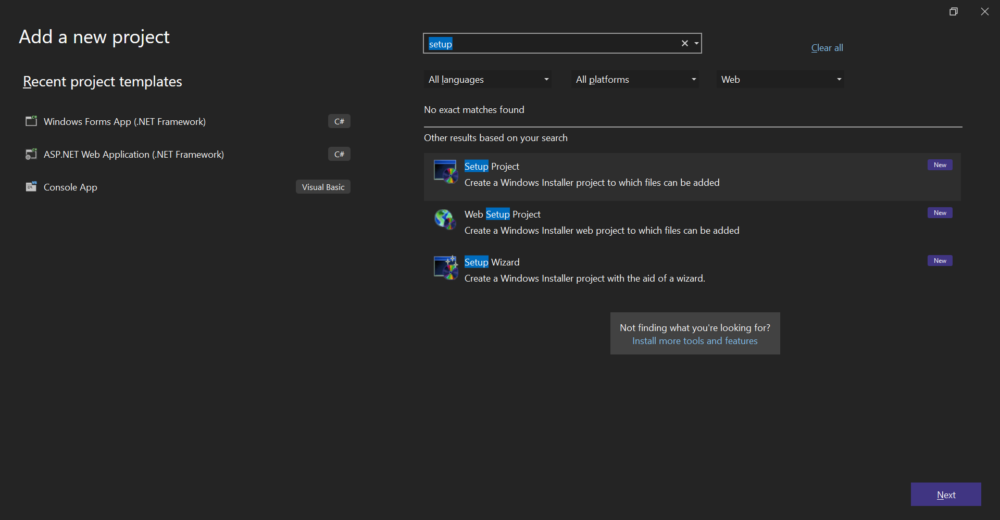 Add a new project
setup
Clear all
Recent project templates
All languages
All platforms
Web
No exact matches found
Windows Forms App (.NET Framework)
C#
Other results based on your search
ASP.NET Web Application (.NET Framework)
C#
Console App
Visual Basic
Setup Project
New
Create a Windows Installer project to which files can be added
Web Setup Project
New
Create a Windows Installer web project to which files can be added
Setup Wizard
New
Create a Windows Installer project with the aid of a wizard.
Not finding what you're looking for?
Install more tools and features
Next